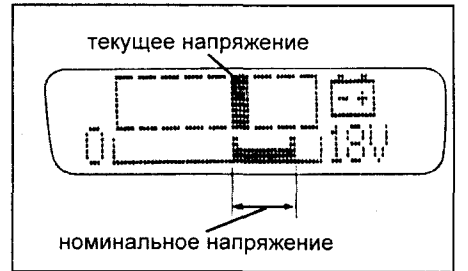 текущее напряжение
- +
0 18V
номинальное напряжение